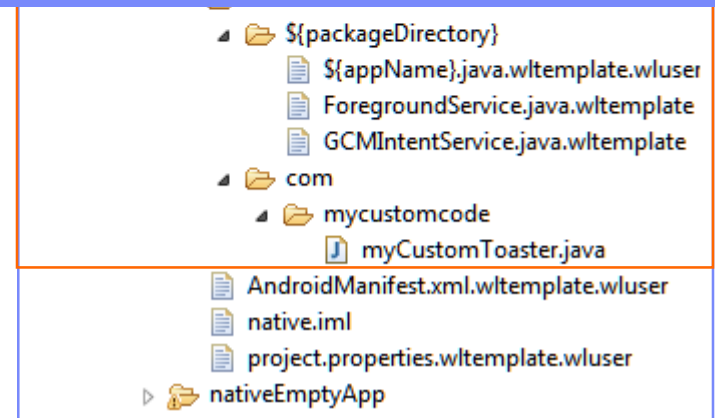 ${packageDirectory}
${appName}.java.wltemplate.wluser
ForegroundService.java.wltemplate
GCMIntentService.java.wltemplate
com
mycustomcode
myCustomToaster.java
AndroidManifest.xml.wltemplate.wluser
native.iml
project.properties.wltemplate.wluser
nativeEmptyApp